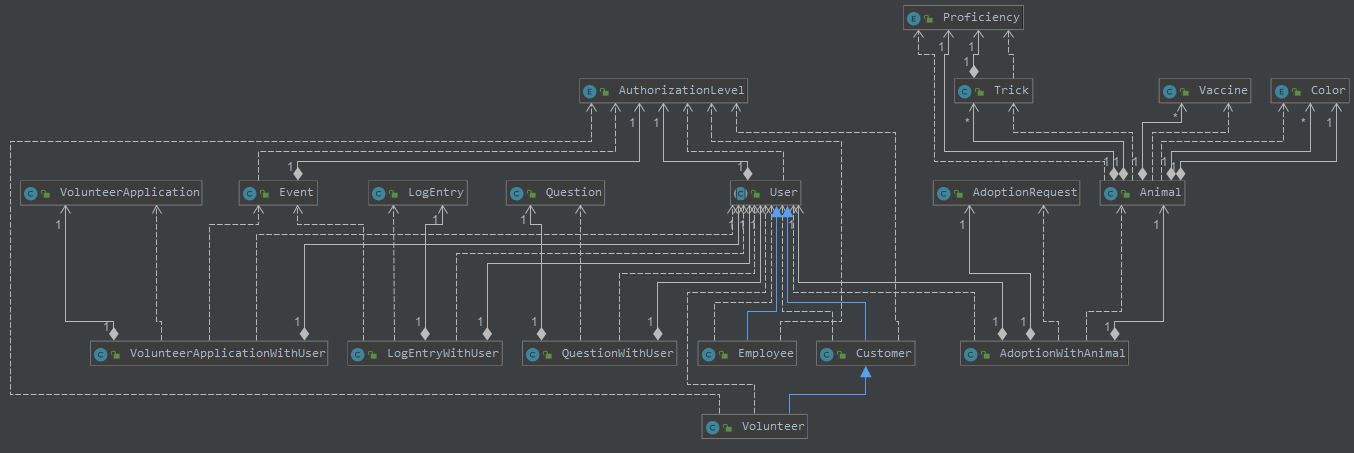 Proficiency
AuthorizationLevel
Trick
Vaccine
Color
VolunteerApplication
Event
LogEntry
Question
User
AdoptionRequest
Animal
VolunteerApplicationWithUser
LogEntryWithUser
QuestionWithUser
Employee
Customer
AdoptionWithAnimal
Volunteer